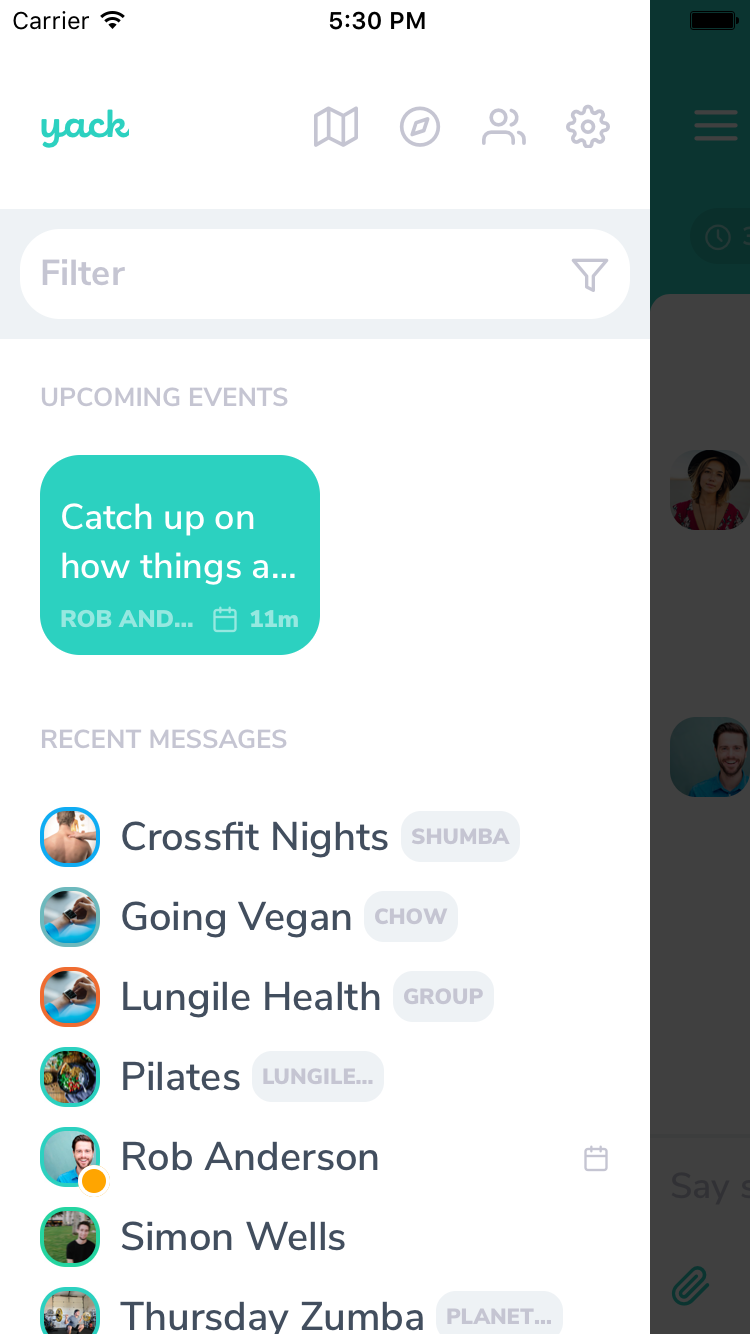 Carrier 5:30 PM
yack
Filter
UPCOMING EVENTS
Catch up on
how things a...
ROB AND... 11m
RECENT MESSAGES
Crossfit Nights SHUMBA
Going Vegan CHOW
Lungile Health GROUP
Pilates LUNGILE...
Rob Anderson
Simon Wells
Thursday Zumba PLANET...
Say